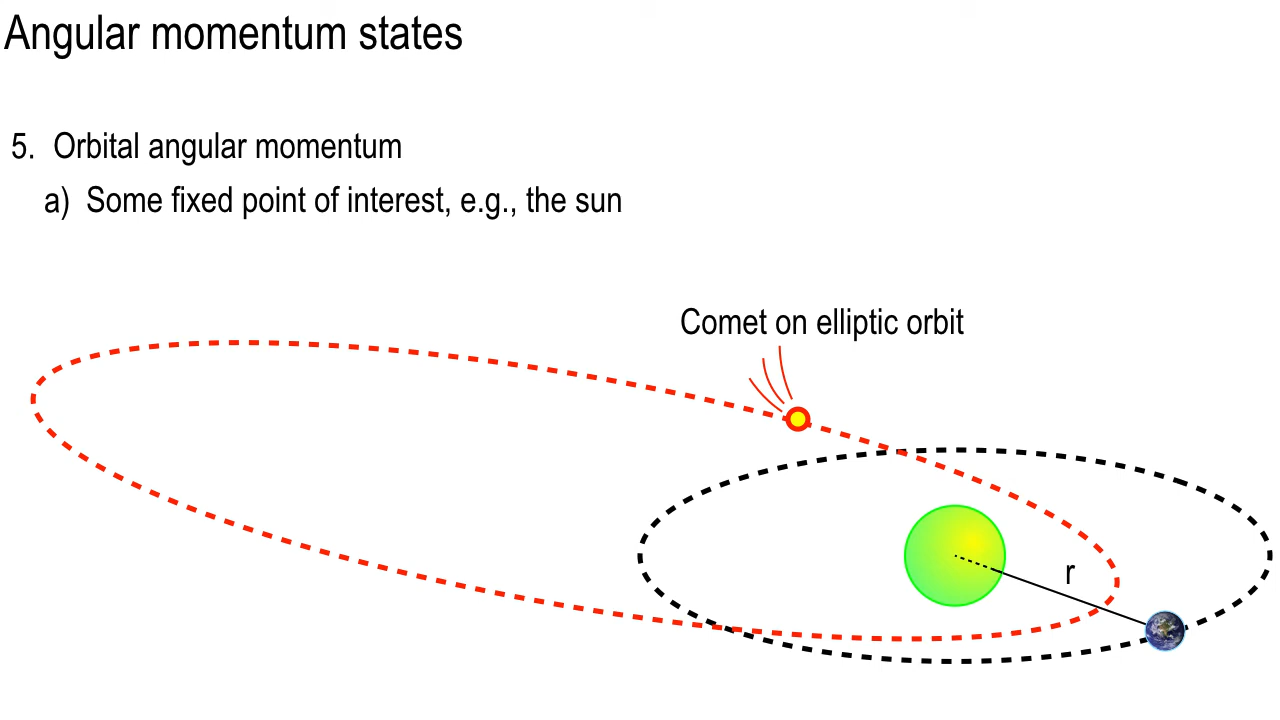 Angular momentum states
5. Orbital angular momentum
a) Some fixed point of interest, e.g., the sun
Comet on elliptic orbit
r